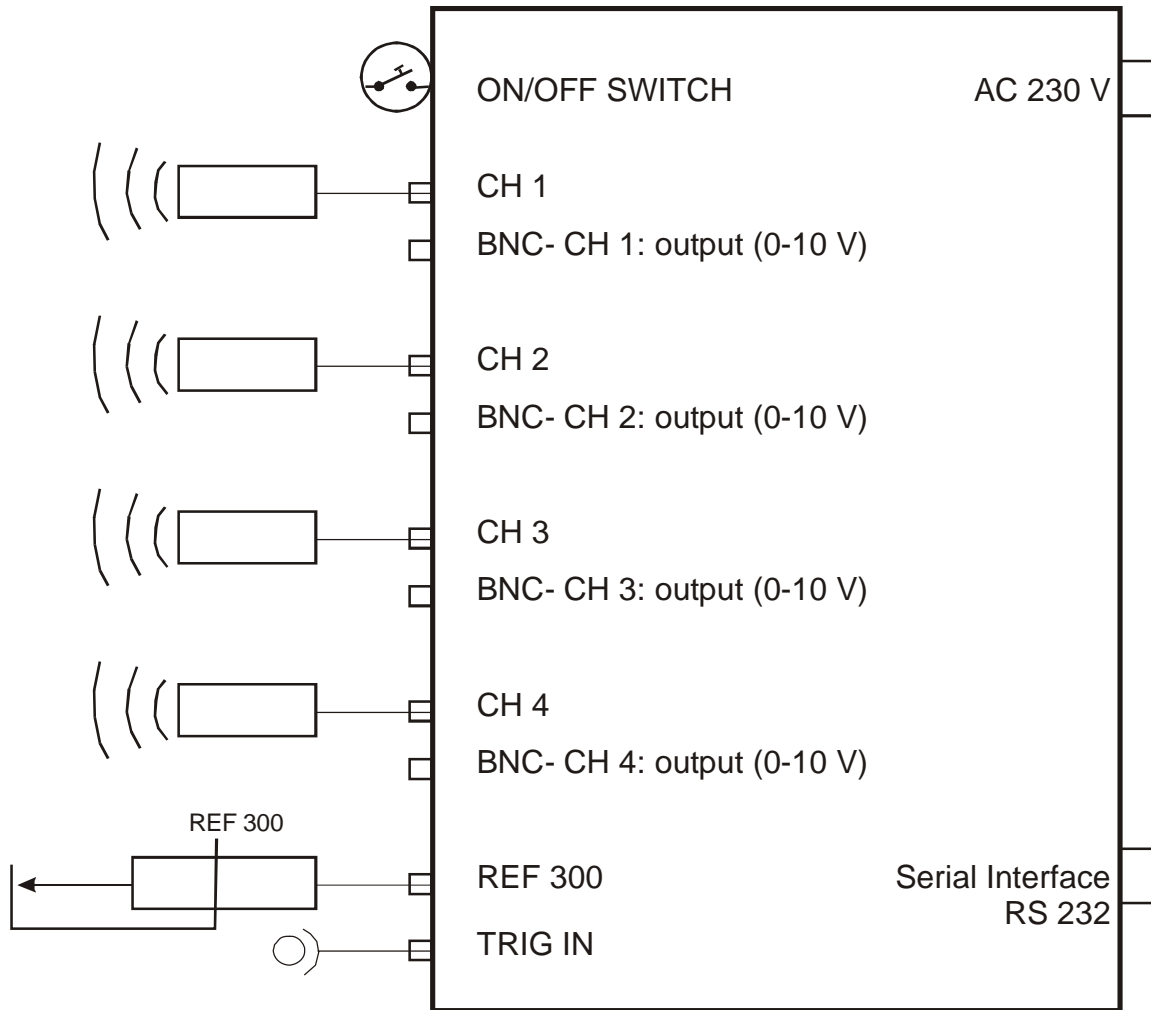 ON/OFF SWITCH
AC 230 V
CH 1
BNC- CH 1: output (0-10 V)
CH 2
BNC- CH 2: output (0-10 V)
CH 3
BNC- CH 3: output (0-10 V)
CH 4
BNC- CH 4: output (0-10 V)
REF 300
REF 300
Serial Interface
RS 232
TRIG IN